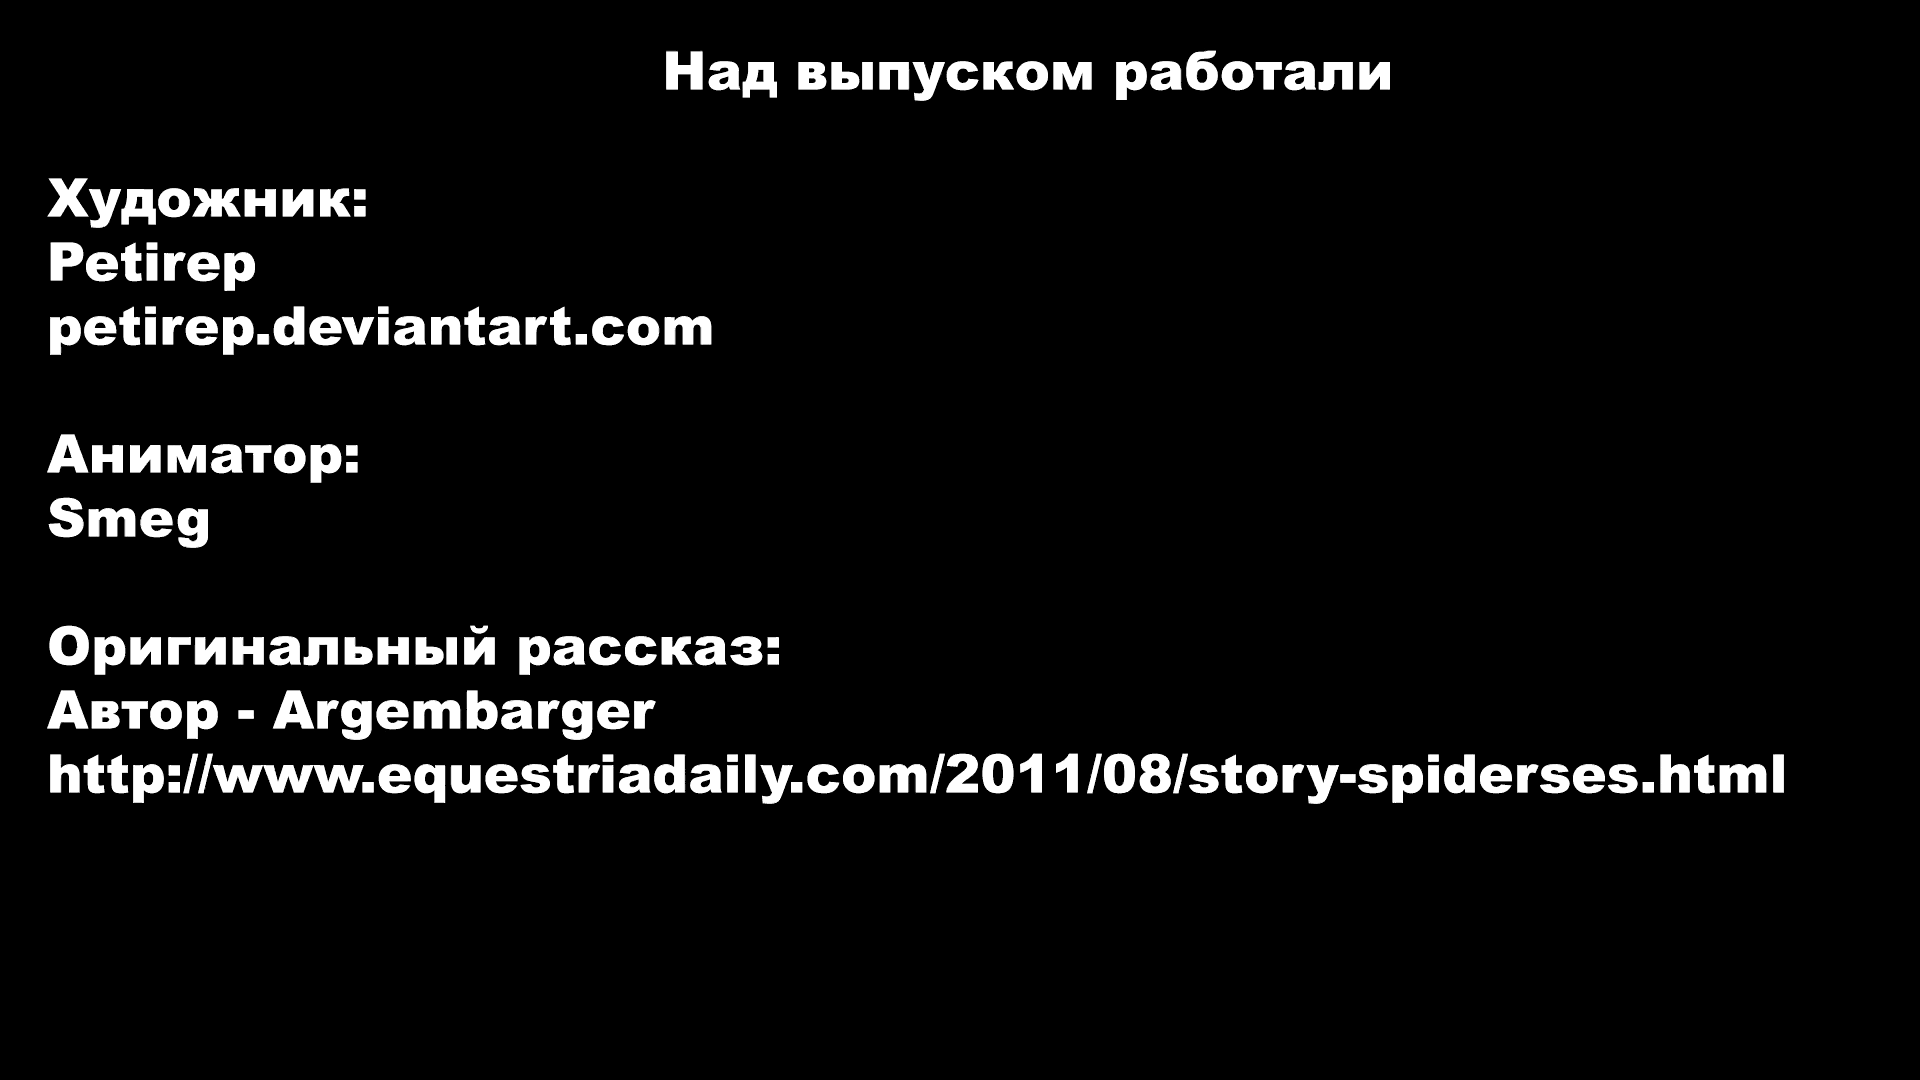 Над выпуском работали
Художник:
Petirep
petirep.deviantart.com
Аниматор:
Smeg
Оригинальный рассказ:
Автор - Argembarger
http://www.equestriadaily.com/2011/08/story-spiderses.html